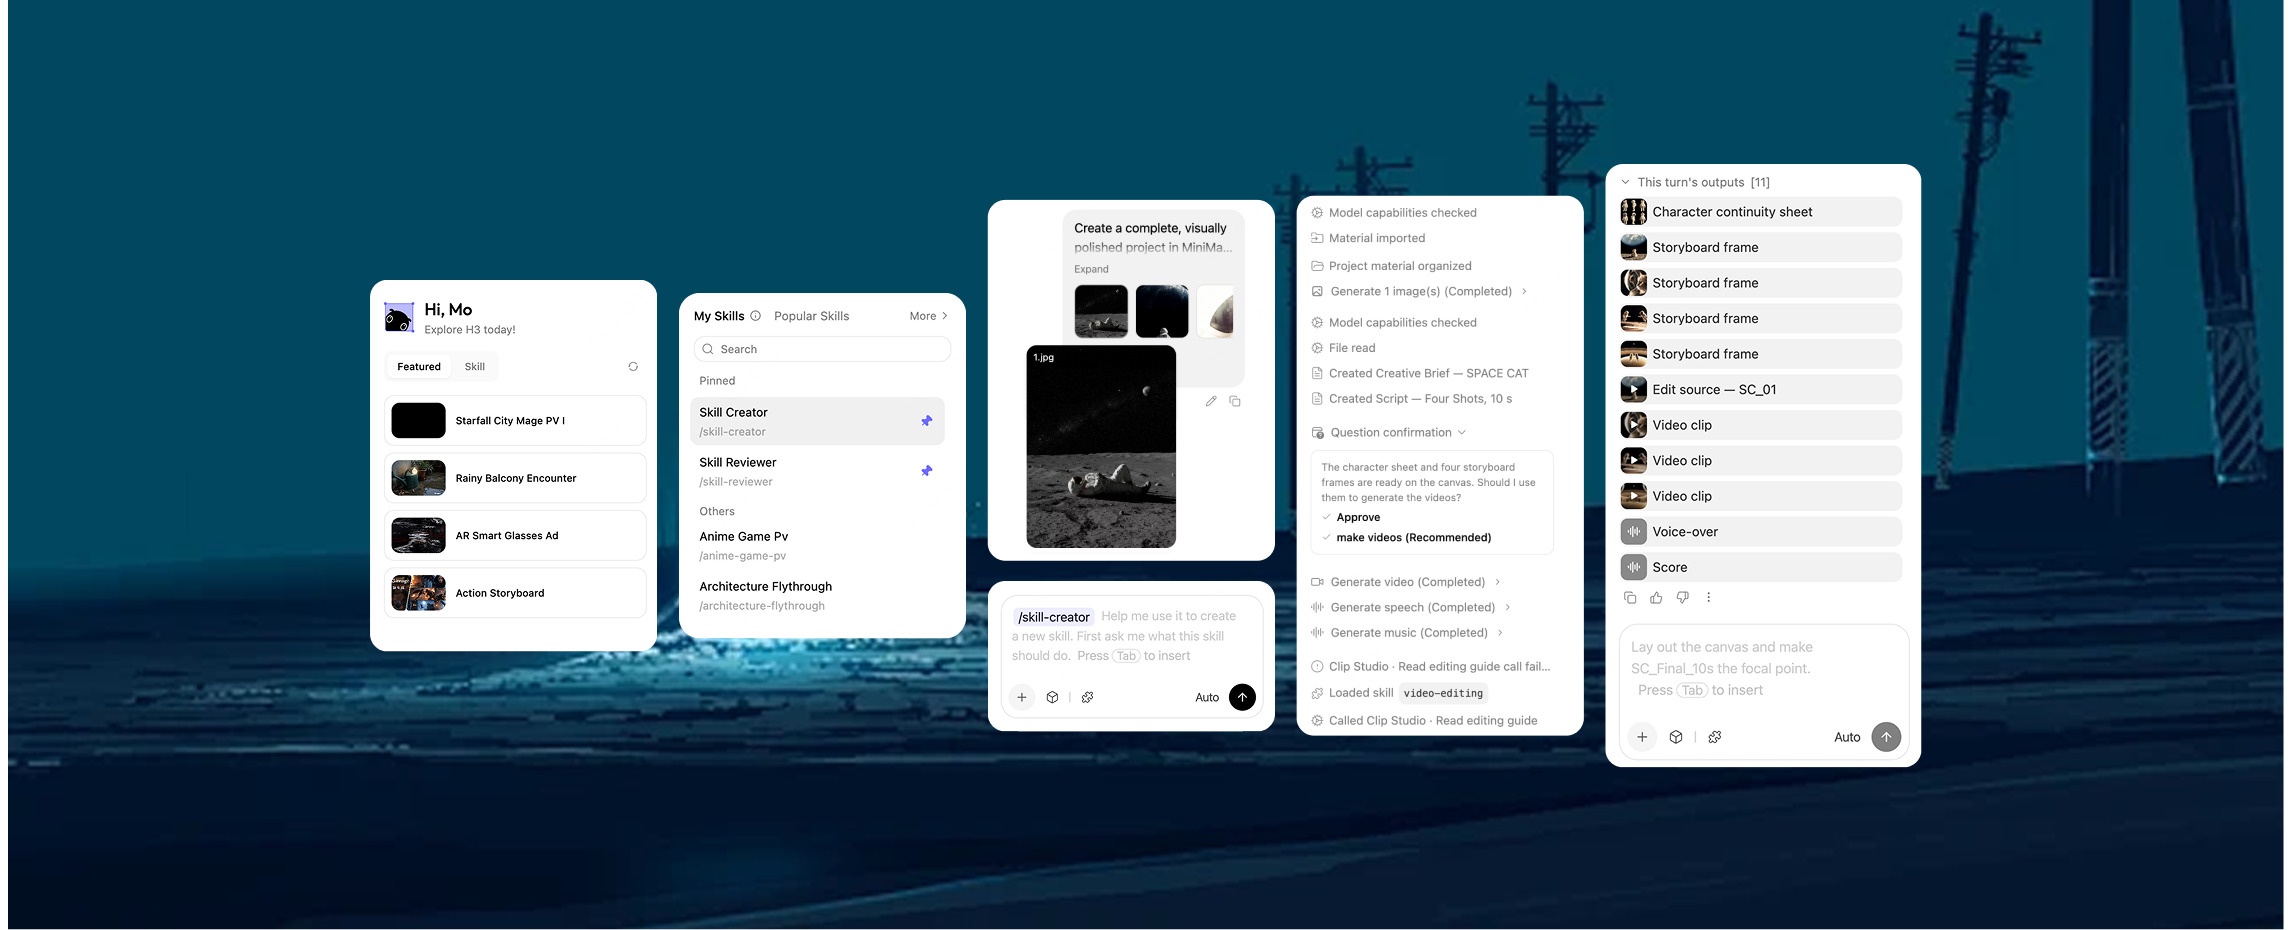 Hi, Mo
Explore H3 today!
Featured
Skill
Starfall City Mage PV |
Rainy Balcony Encounter
AR Smart Glasses Ad
Action Storyboard
My Skills
Popular Skills
More
Search
Pinned
Skill Creator
/skill-creator
Skill Reviewer
/skill-reviewer
Others
Anime Game Pv
/anime-game-pv
Architecture Flythrough
/architecture-flythrough
Create a complete, visually
polished project in MiniMa...
Expand
1.jpg
/skill-creator Help me use it to create
a new skill. First ask me what this skill
should do. Press Tab to insert
Auto
Model capabilities checked
Material imported
Project material organized
Generate 1 image(s) (Completed)
Model capabilities checked
File read
Created Creative Brief — SPACE CAT
Created Script — Four Shots, 10 s
Question confirmation
The character sheet and four storyboard
frames are ready on the canvas. Should I use
them to generate the videos?
Approve
make videos (Recommended)
Generate video (Completed)
Generate speech (Completed)
Generate music (Completed)
Clip Studio · Read editing guide call fail...
Loaded skill video-editing
Called Clip Studio · Read editing guide
This turn's outputs [11]
Character continuity sheet
Storyboard frame
Storyboard frame
Storyboard frame
Storyboard frame
Edit source — SC_01
Video clip
Video clip
Video clip
Voice-over
Score
Lay out the canvas and make
SC_Final_10s the focal point.
Press Tab to insert
Auto